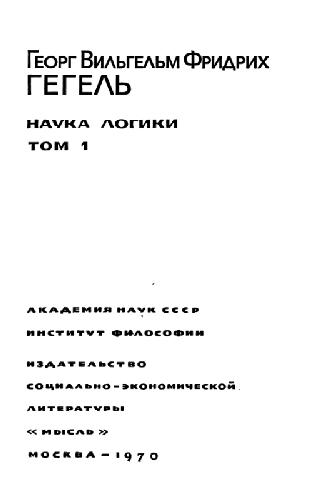 Георг Вильгельм Фридрих
ГЕГЕЛЬ
НАУКА ЛОГИКИ
ТОМ 1
АКАДЕМИЯ НАУК СССР
ИНСТИТУТ ФИЛОСОФИИ
ИЗДАТЕЛЬСТВО
СОЦИАЛЬНО-ЭКОНОМИЧЕСКОЙ
ЛИТЕРАТУРЫ
«МЫСЛЬ»
МОСКВА-1970